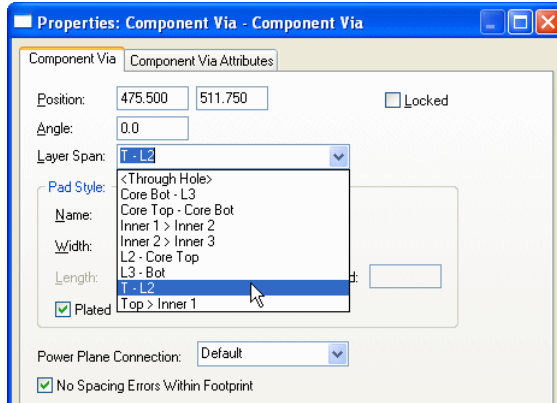 Properties: Component Via - Component Via
Component Via Component Via Attributes
Position: 475.500 511.750 Locked
Angle: 0.0
Layer Span: T - L2
<Through Hole>
Core Bot - L3
Core Top - Core Bot
Inner 1 > Inner 2
Inner 2 > Inner 3
L2 - Core Top
L3 - Bot
T - L2
Top > Inner 1
Pad Style:
Name:
Width:
Length:
Plated
Power Plane Connection: Default
No Spacing Errors Within Footprint